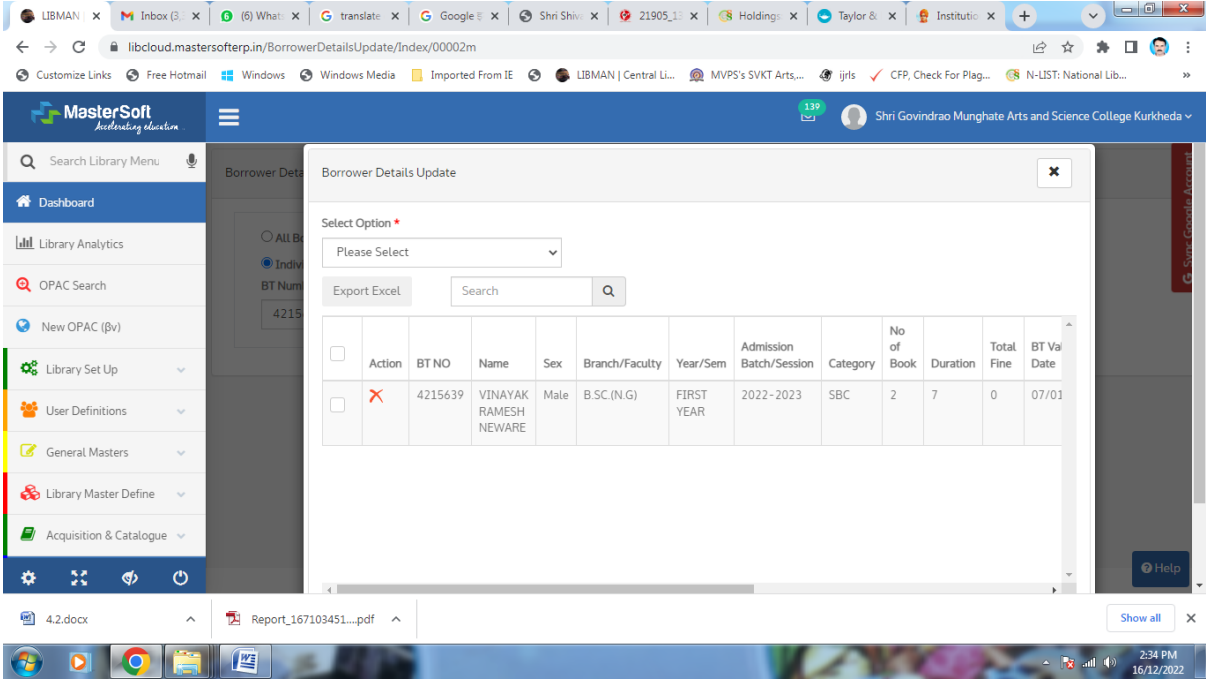 LIBMAN
Inbox (3,
(6) Whats
G translate
Google
Shri Shiv
21905_1
Holdings
Taylor &
Institutio
libcloud.mastersofterp.in/BorrowerDetailsUpdate/Index/00002m
Customize Links Free Hotmail Windows Windows Media Imported From IE LIBMAN | Central Li... MVPS's SVKT Arts,... ijrls CFP, Check For Plag... N-LIST: National Lib... »
MasterSoft
Accelerating education ..
139
Shri Govindrao Munghate Arts and Science College Kurkheda
Search Library Menu
Dashboard
Library Analytics
OPAC Search
New OPAC (βv)
Library Set Up
User Definitions
General Masters
Library Master Define
Acquisition & Catalogue
Borrower Deta
All Bo
Indivi
BT Num
4215
Borrower Details Update
Select Option *
Please Select
Export Excel Search
Action BT NO Name Sex Branch/Faculty Year/Sem Admission Batch/Session Category No of Book Duration Total Fine BT Val Date
4215639 VINAYAK RAMESH NEWARE Male B.SC.(N.G) FIRST YEAR 2022-2023 SBC 2 7 0 07/01
G Sync Google Account
Help
4.2.docx
Report_167103451....pdf
Show all
2:34 PM
16/12/2022